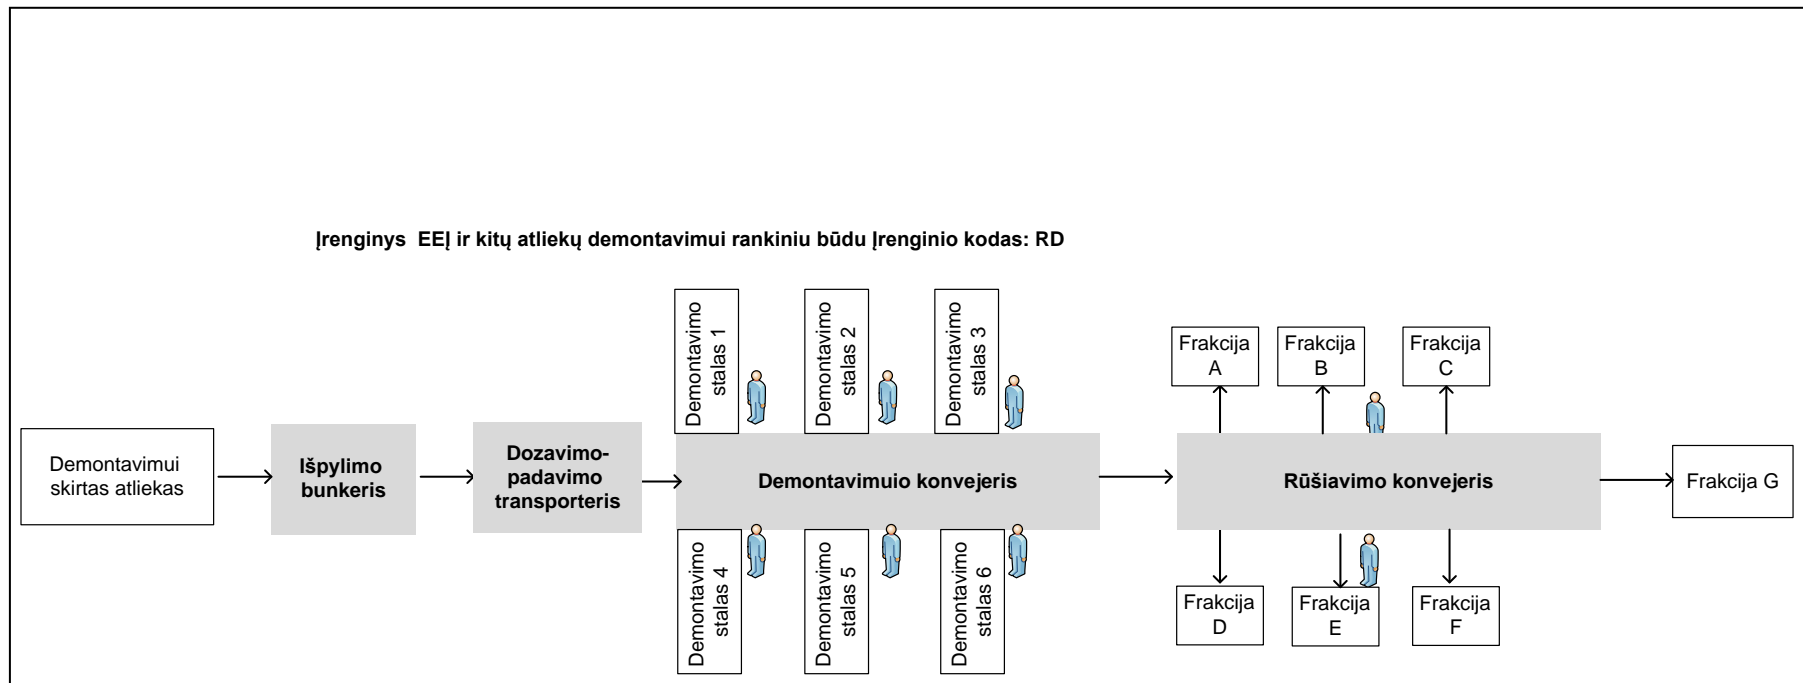 Įrenginys  EEĮ ir kitų atliekų demontavimui rankiniu būdu Įrenginio kodas: RD
Demontavimo
stalas 1
Demontavimo
stalas 2
Demontavimo
stalas 3
Frakcija
A
Frakcija
B
Frakcija
C
Demontavimui
skirtas atliekas
Išpylimo
bunkeris
Dozavimo-
padavimo
transporteris
Demontavimuio konvejeris
Rūšiavimo konvejeris
Frakcija G
Demontavimo
stalas 4
Demontavimo
stalas 5
Demontavimo
stalas 6
Frakcija
D
Frakcija
E
Frakcija
F